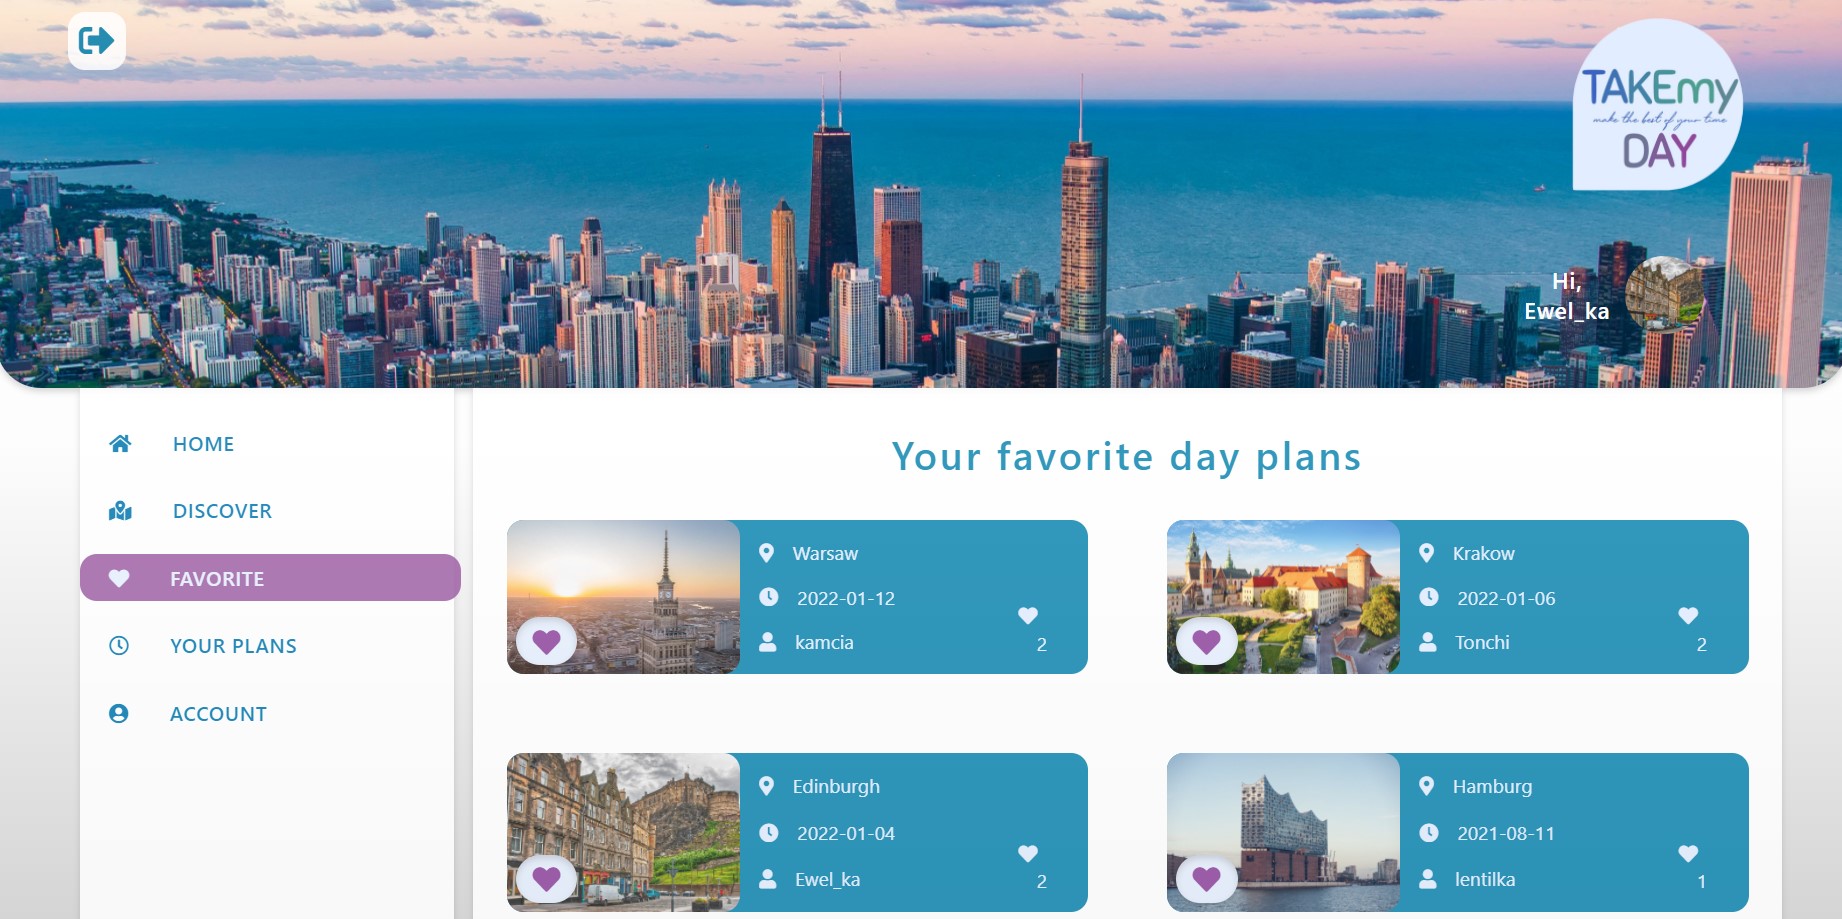 TAKEmy
make the best of your time
DAY
Hi,
Ewel_ka
HOME
DISCOVER
FAVORITE
YOUR PLANS
ACCOUNT
Your favorite day plans
Warsaw
2022-01-12
kamcia
2
Krakow
2022-01-06
Tonchi
2
Edinburgh
2022-01-04
Ewel_ka
2
Hamburg
2021-08-11
lentilka
1